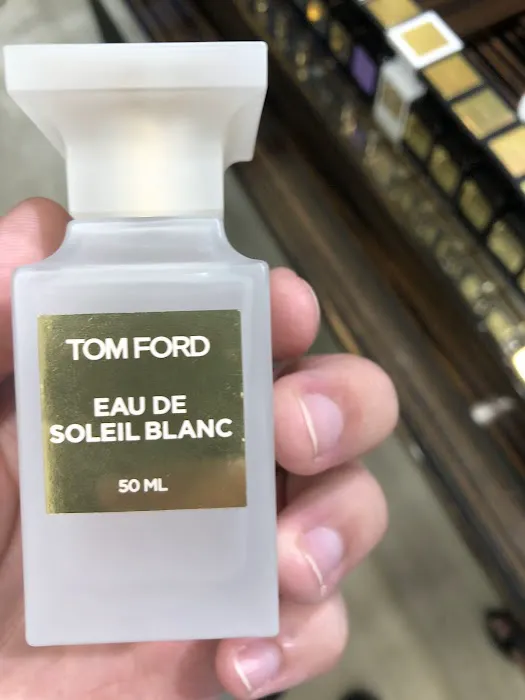 TOM FORD
EAU DE
SOLEIL BLANC
50 ML